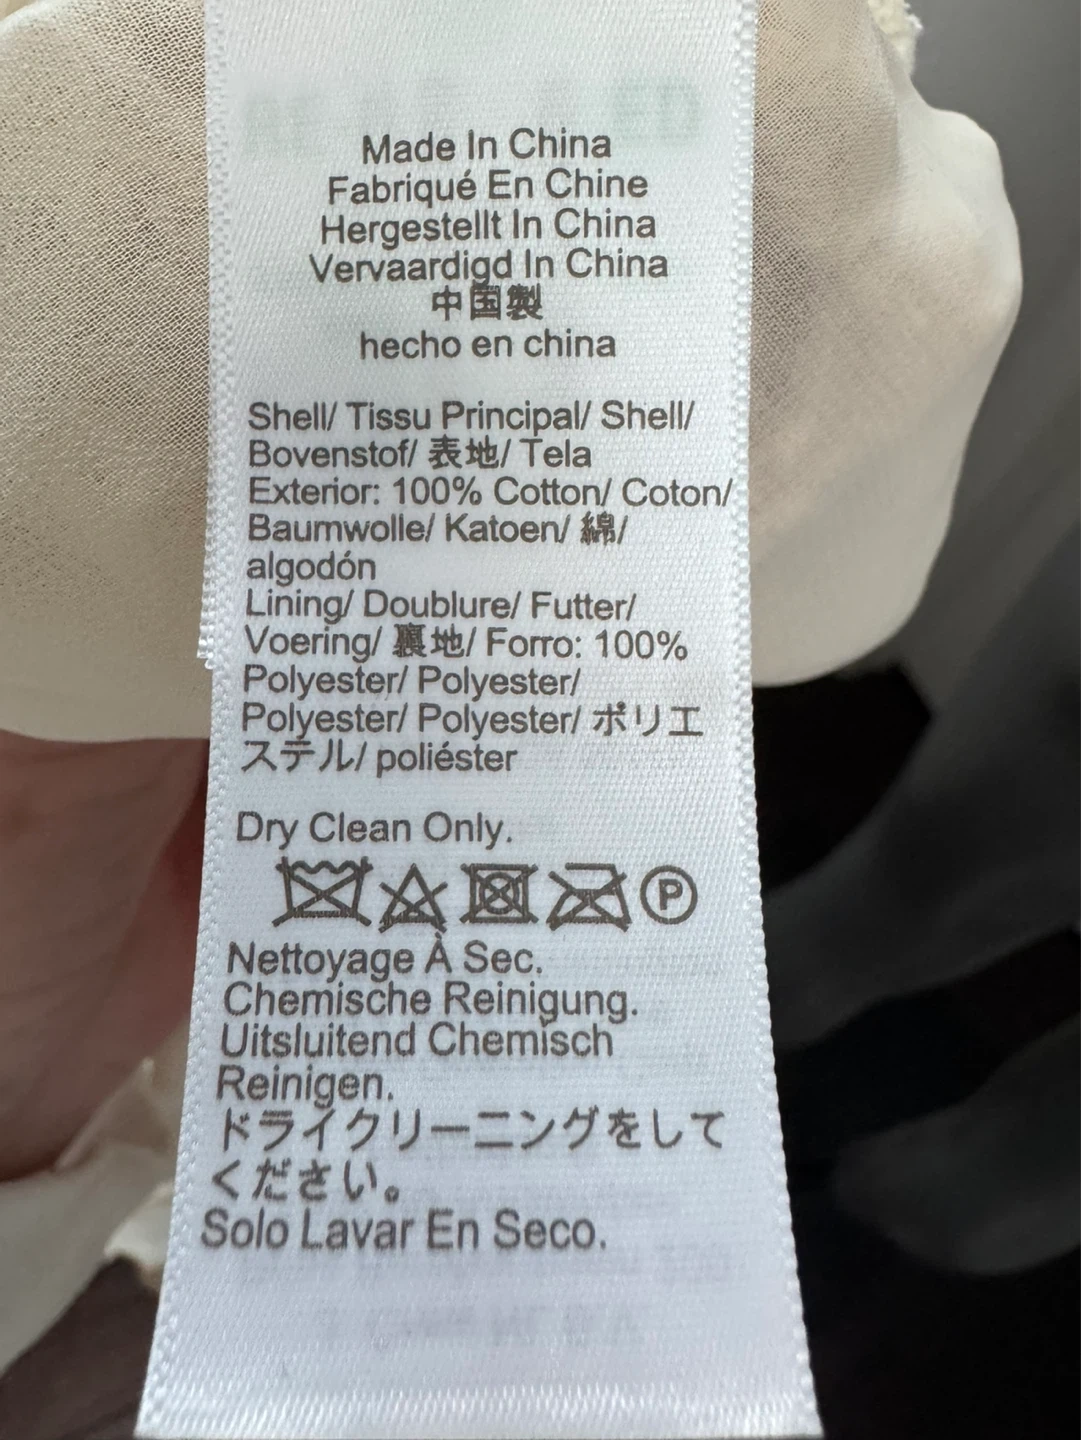 Made In China
Fabriqué En Chine
Hergestellt In China
Vervaardigd In China
中国製
hecho en china
Shell/ Tissu Principal/ Shell/
Bovenstof/ 表地/ Tela
Exterior: 100% Cotton/ Coton/
Baumwolle/ Katoen/ 綿/
algodón
Lining/ Doublure/ Futter/
Voering/ 裏地/ Forro: 100%
Polyester/ Polyester/
Polyester/ Polyester/ ポリエ
ステル/ poliéster
Dry Clean Only.
P
Nettoyage À Sec.
Chemische Reinigung.
Uitsluitend Chemisch
Reinigen.
ドライクリーニングをして
ください。
Solo Lavar En Seco.